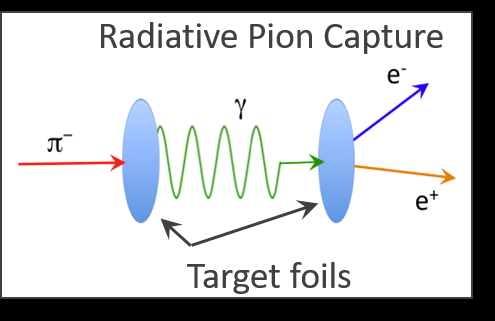 Radiative Pion Capture
e⁻
γ
π⁻
e⁺
Target foils